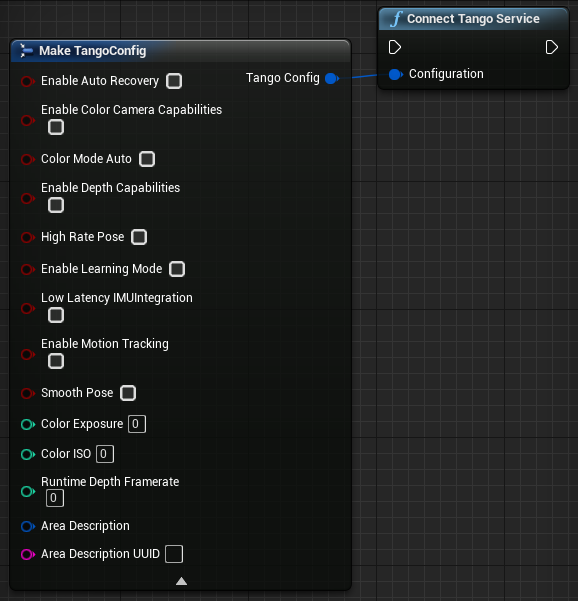 f Connect Tango Service
Make TangoConfig
Configuration
Enable Auto Recovery
Tango Config
Enable Color Camera Capabilities
Color Mode Auto
Enable Depth Capabilities
High Rate Pose
Enable Learning Mode
Low Latency IMUIntegration
Enable Motion Tracking
Smooth Pose
Color Exposure 0
Color ISO 0
Runtime Depth Framerate
0
Area Description
Area Description UUID